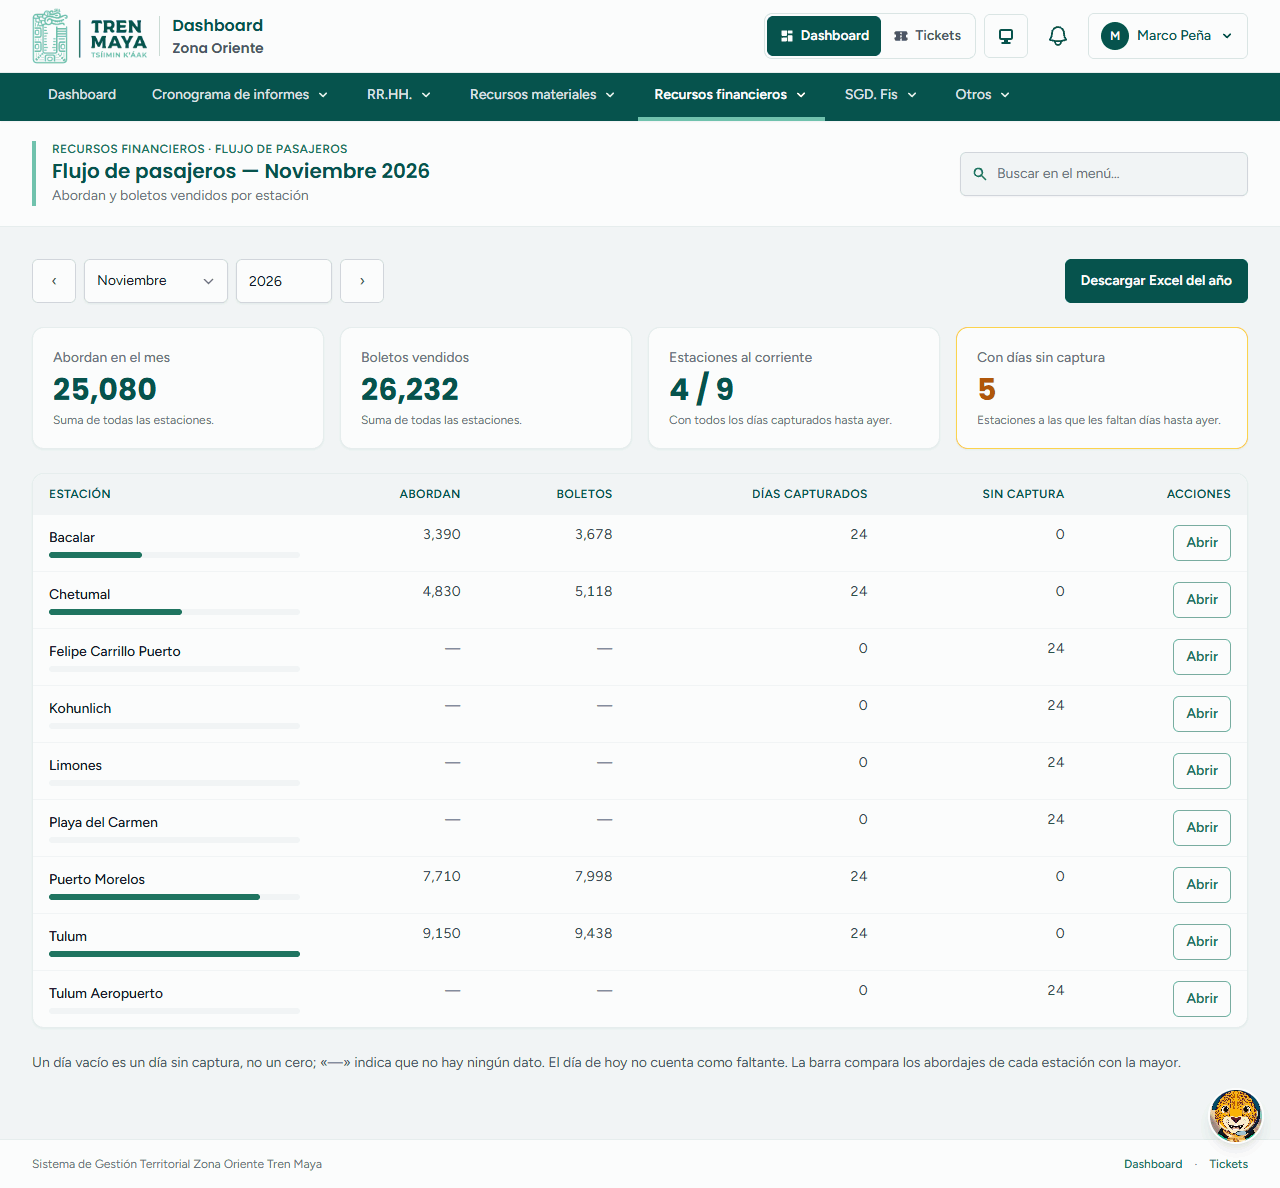 TREN
MAYA
TSÍIMIN K'ÁAK
Dashboard
Zona Oriente
Dashboard
Tickets
M
Marco Peña
Dashboard
Cronograma de informes
RR.HH.
Recursos materiales
Recursos financieros
SGD. Fis
Otros
RECURSOS FINANCIEROS · FLUJO DE PASAJEROS
Flujo de pasajeros — Noviembre 2026
Abordan y boletos vendidos por estación
Buscar en el menú...
‹
Noviembre
2026
›
Descargar Excel del año
Abordan en el mes
25,080
Suma de todas las estaciones.
Boletos vendidos
26,232
Suma de todas las estaciones.
Estaciones al corriente
4 / 9
Con todos los días capturados hasta ayer.
Con días sin captura
5
Estaciones a las que les faltan días hasta ayer.
ESTACIÓN ABORDAN BOLETOS DÍAS CAPTURADOS SIN CAPTURA ACCIONES
Bacalar 3,390 3,678 24 0 Abrir
Chetumal 4,830 5,118 24 0 Abrir
Felipe Carrillo Puerto — — 0 24 Abrir
Kohunlich — — 0 24 Abrir
Limones — — 0 24 Abrir
Playa del Carmen — — 0 24 Abrir
Puerto Morelos 7,710 7,998 24 0 Abrir
Tulum 9,150 9,438 24 0 Abrir
Tulum Aeropuerto — — 0 24 Abrir
Un día vacío es un día sin captura, no un cero; «—» indica que no hay ningún dato. El día de hoy no cuenta como faltante. La barra compara los abordajes de cada estación con la mayor.
Sistema de Gestión Territorial Zona Oriente Tren Maya
Dashboard · Tickets